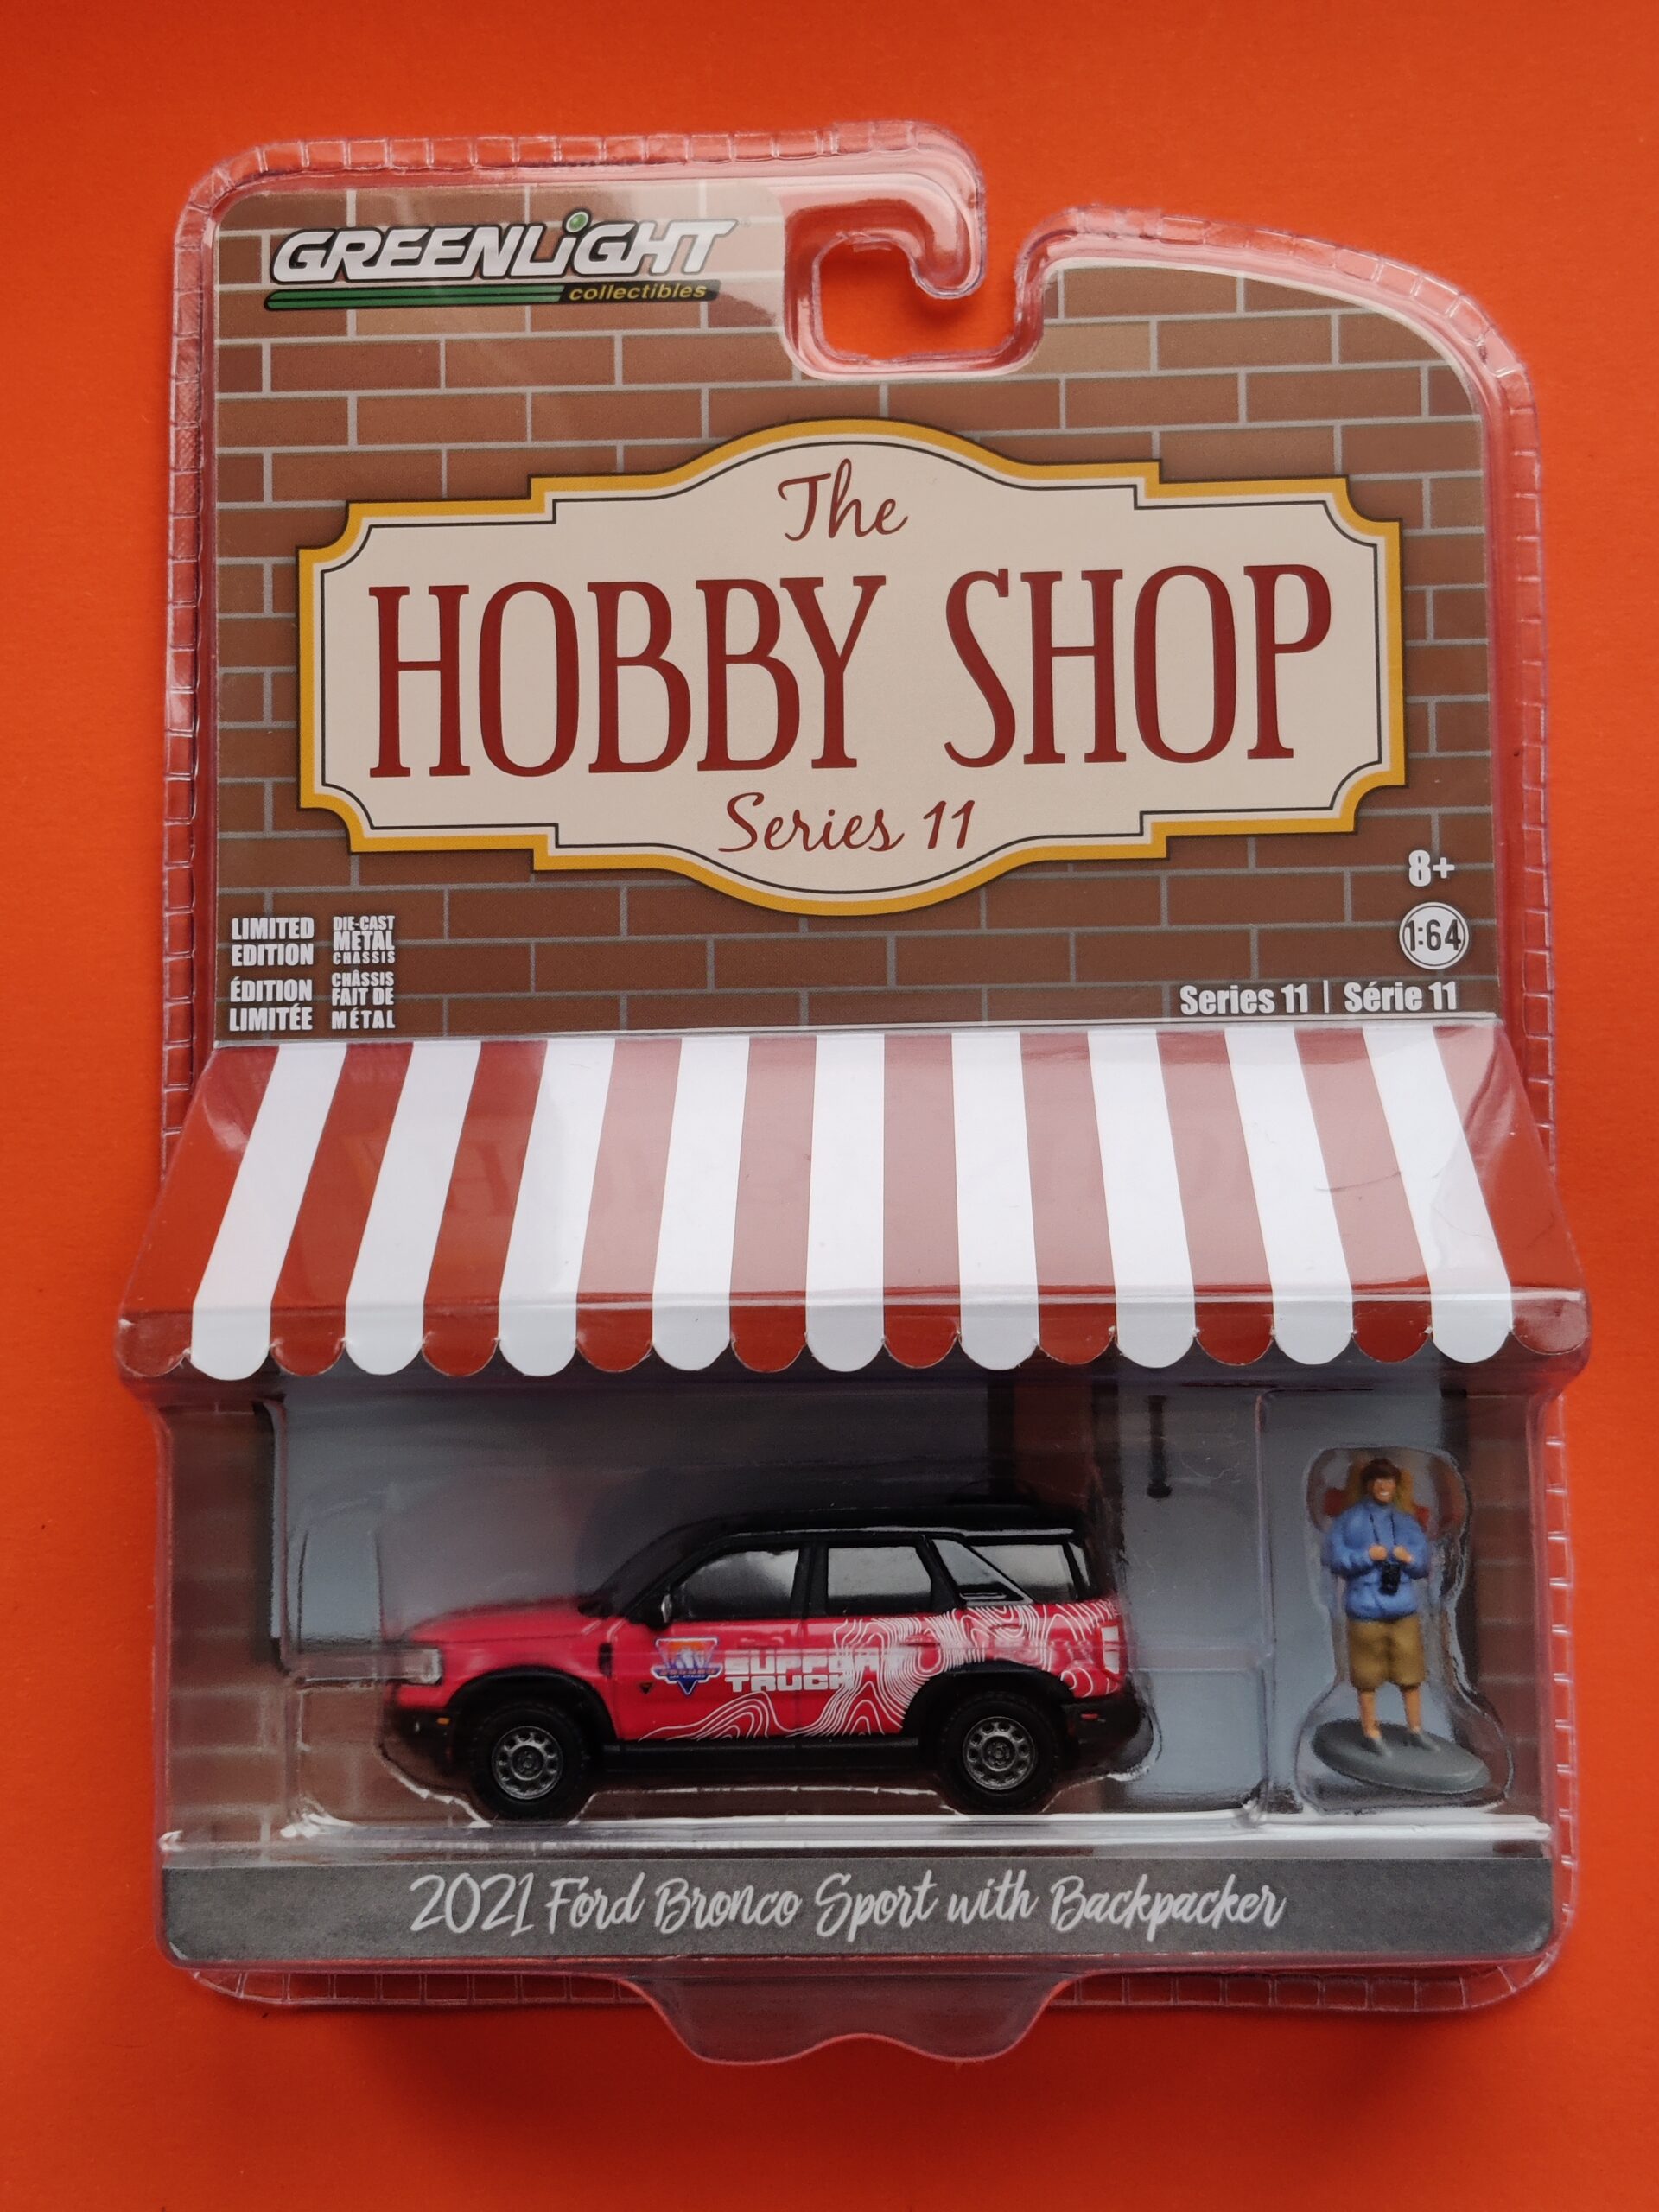 GREENLiGHT
collectibles
The
HOBBY SHOP
Series 11
8+
1:64
LIMITED
EDITION
ÉDITION
LIMITÉE
DIE-CAST
METAL
CHASSIS
CHÂSSIS
FAIT DE
MÉTAL
Series 11 | Série 11
SUPPORT
TRUCK
2021 Ford Bronco Sport with Backpacker